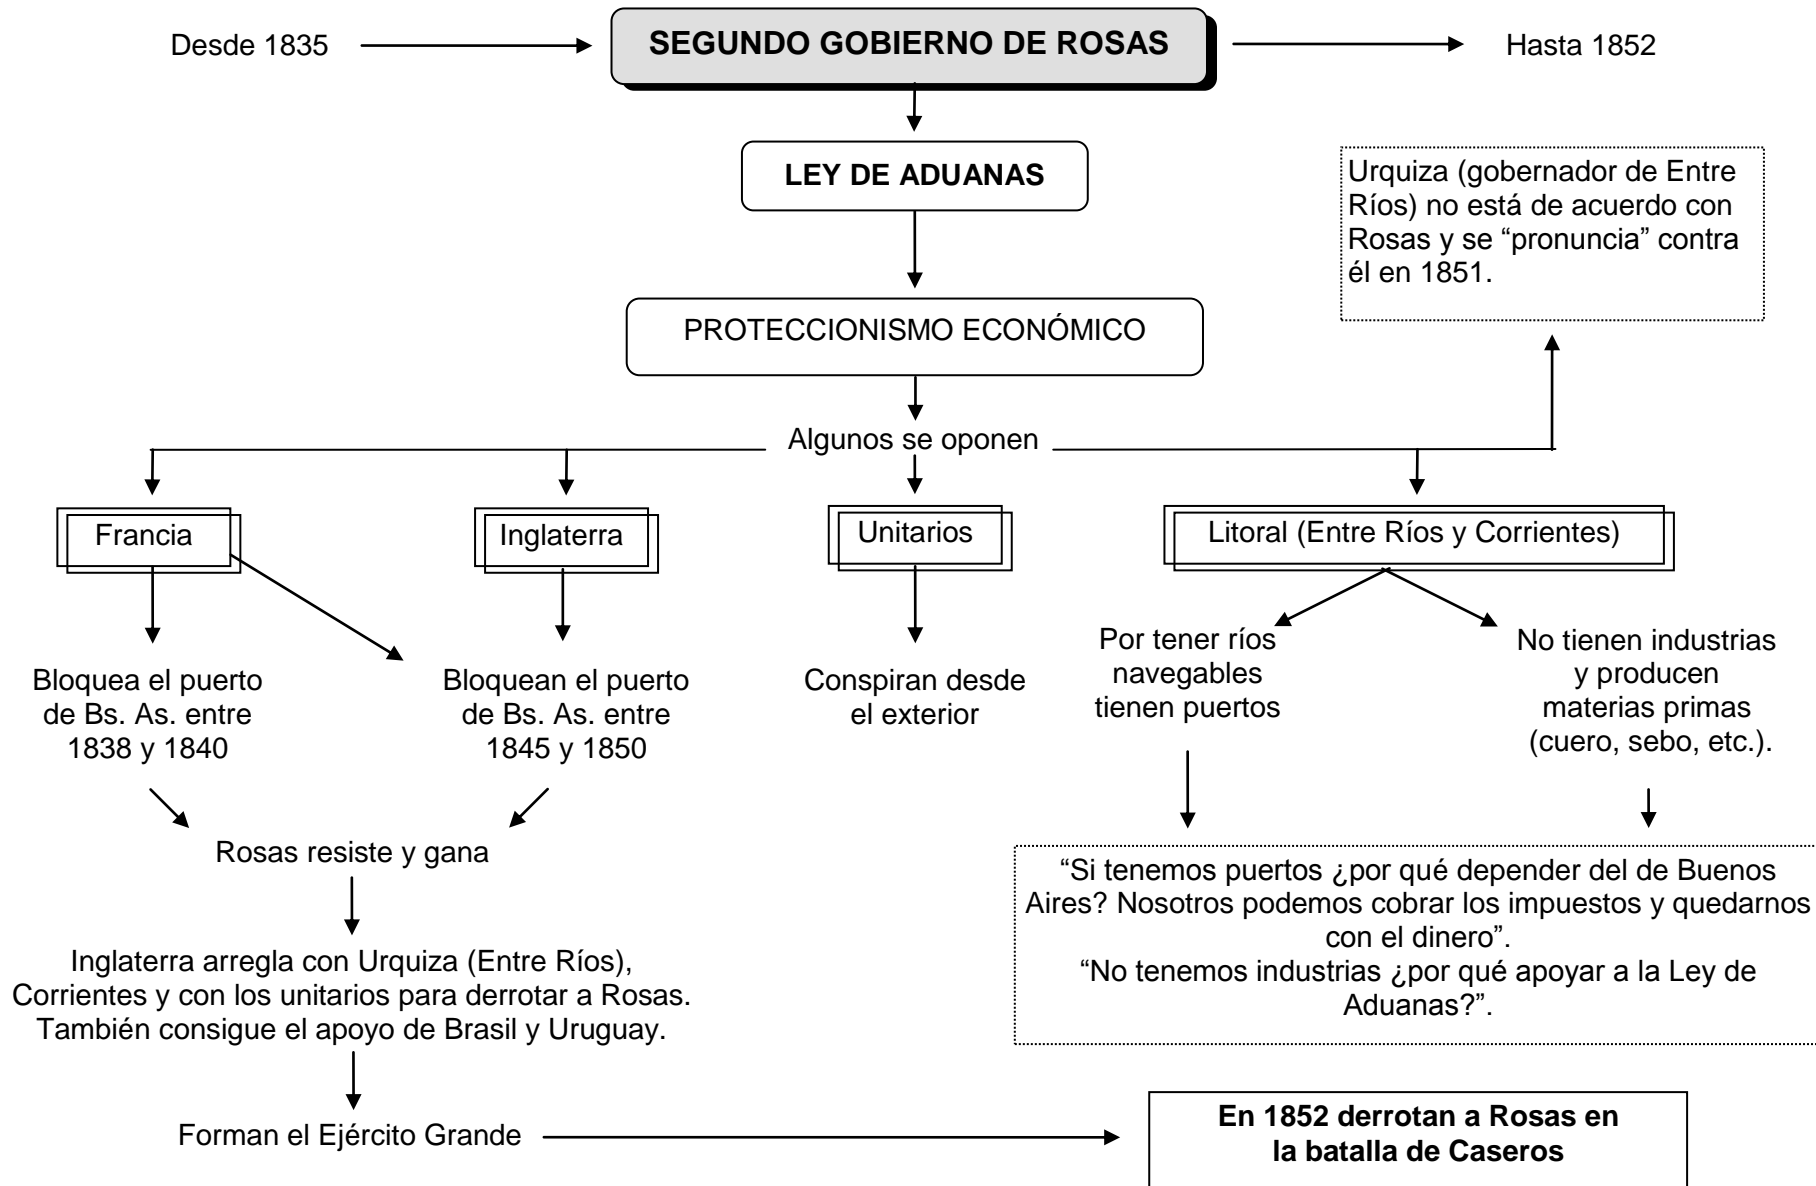 Desde 1835
SEGUNDO GOBIERNO DE ROSAS
Hasta 1852
LEY DE ADUANAS
Urquiza (gobernador de Entre
Ríos) no está de acuerdo con
Rosas y se “pronuncia” contra
él en 1851.
PROTECCIONISMO ECONÓMICO
Algunos se oponen
Francia
Inglaterra
Unitarios
Litoral (Entre Ríos y Corrientes)
Bloquea el puerto
de Bs. As. entre
1838 y 1840
Bloquean el puerto
de Bs. As. entre
1845 y 1850
Conspiran desde
el exterior
Por tener ríos
navegables
tienen puertos
No tienen industrias
y producen
materias primas
(cuero, sebo, etc.).
Rosas resiste y gana
“Si tenemos puertos ¿por qué depender del de Buenos
Aires? Nosotros podemos cobrar los impuestos y quedarnos
con el dinero”.
“No tenemos industrias ¿por qué apoyar a la Ley de
Aduanas?”.
Inglaterra arregla con Urquiza (Entre Ríos),
Corrientes y con los unitarios para derrotar a Rosas.
También consigue el apoyo de Brasil y Uruguay.
Forman el Ejército Grande
En 1852 derrotan a Rosas en
la batalla de Caseros